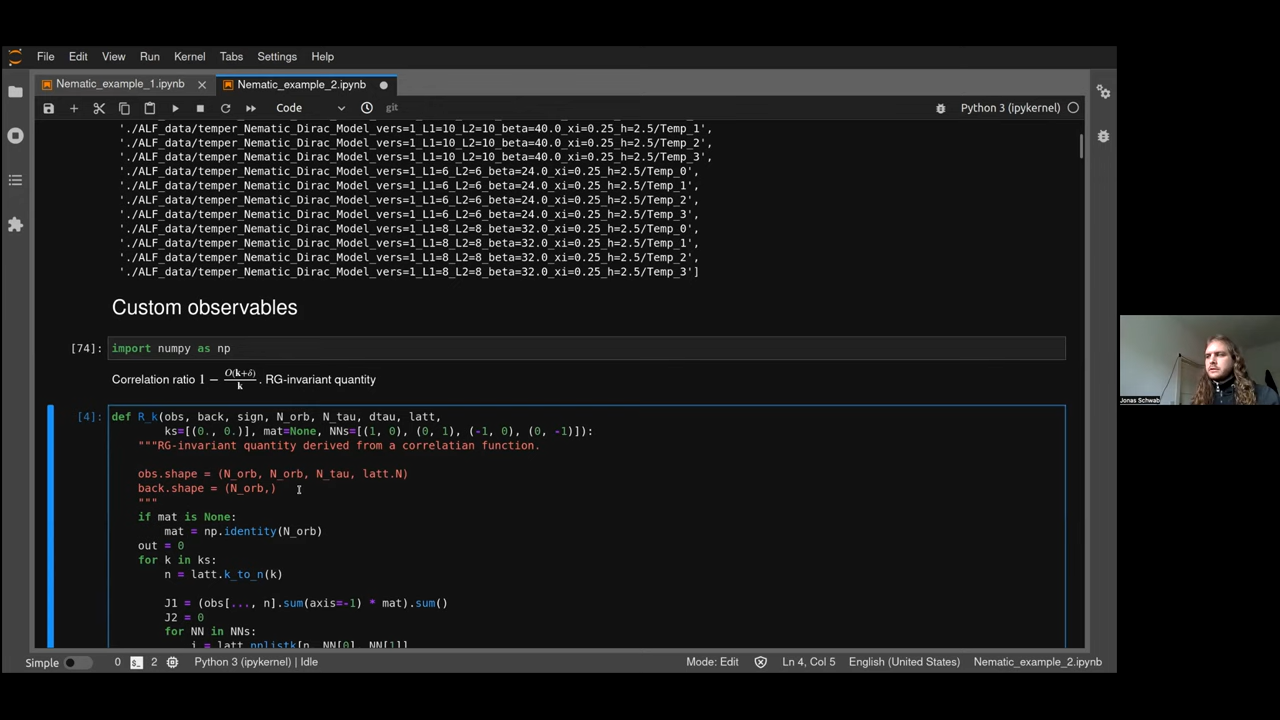 File Edit View Run Kernel Tabs Settings Help
Nematic_example_1.ipynb
Nematic_example_2.ipynb
Code
git
Python 3 (ipykernel)
'./ALF_data/temper_Nematic_Dirac_Model_vers=1_L1=10_L2=10_beta=40.0_xi=0.25_h=2.5/Temp_1',
'./ALF_data/temper_Nematic_Dirac_Model_vers=1_L1=10_L2=10_beta=40.0_xi=0.25_h=2.5/Temp_2',
'./ALF_data/temper_Nematic_Dirac_Model_vers=1_L1=10_L2=10_beta=40.0_xi=0.25_h=2.5/Temp_3',
'./ALF_data/temper_Nematic_Dirac_Model_vers=1_L1=6_L2=6_beta=24.0_xi=0.25_h=2.5/Temp_0',
'./ALF_data/temper_Nematic_Dirac_Model_vers=1_L1=6_L2=6_beta=24.0_xi=0.25_h=2.5/Temp_1',
'./ALF_data/temper_Nematic_Dirac_Model_vers=1_L1=6_L2=6_beta=24.0_xi=0.25_h=2.5/Temp_2',
'./ALF_data/temper_Nematic_Dirac_Model_vers=1_L1=6_L2=6_beta=24.0_xi=0.25_h=2.5/Temp_3',
'./ALF_data/temper_Nematic_Dirac_Model_vers=1_L1=8_L2=8_beta=32.0_xi=0.25_h=2.5/Temp_0',
'./ALF_data/temper_Nematic_Dirac_Model_vers=1_L1=8_L2=8_beta=32.0_xi=0.25_h=2.5/Temp_1',
'./ALF_data/temper_Nematic_Dirac_Model_vers=1_L1=8_L2=8_beta=32.0_xi=0.25_h=2.5/Temp_2',
'./ALF_data/temper_Nematic_Dirac_Model_vers=1_L1=8_L2=8_beta=32.0_xi=0.25_h=2.5/Temp_3']
Custom observables
[74]: import numpy as np
Correlation ratio 1 − O(k+δ)/k. RG-invariant quantity
[4]: def R_k(obs, back, sign, N_orb, N_tau, dtau, latt,
ks=[(0., 0.)], mat=None, NNs=[(1, 0), (0, 1), (-1, 0), (0, -1)]):
"""RG-invariant quantity derived from a correlatian function.
obs.shape = (N_orb, N_orb, N_tau, latt.N)
back.shape = (N_orb,)
"""
if mat is None:
mat = np.identity(N_orb)
out = 0
for k in ks:
n = latt.k_to_n(k)
J1 = (obs[..., n].sum(axis=-1) * mat).sum()
J2 = 0
for NN in NNs:
i = latt.nnlistk[n, NN[0], NN[1]]
Simple 0 2 Python 3 (ipykernel) | Idle Mode: Edit Ln 4, Col 5 English (United States) Nematic_example_2.ipynb
Jonas Schwab